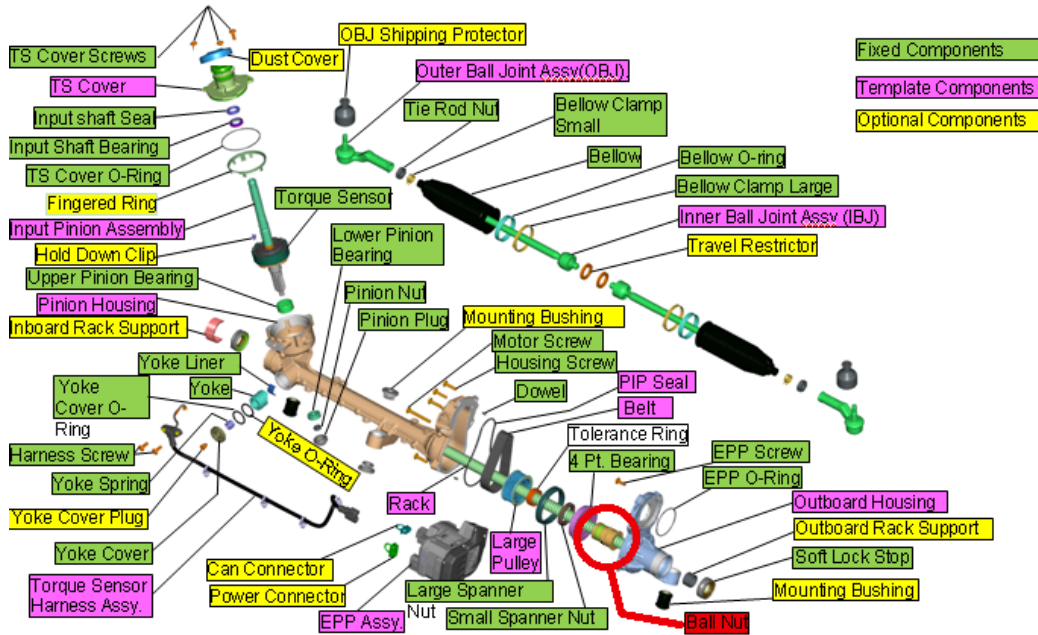 OBJ Shipping Protector
TS Cover Screws
Dust Cover
Outer Ball Joint Assy(OBJ)
TS Cover
Tie Rod Nut
Bellow Clamp
Small
Fixed Components
Template Components
Optional Components
Input shaft Seal
Input Shaft Bearing
TS Cover O-Ring
Fingered Ring
Bellow
Bellow O-ring
Bellow Clamp Large
Input Pinion Assembly
Torque Sensor
Inner Ball Joint Assy (IBJ)
Hold Down Clip
Lower Pinion
Bearing
Travel Restrictor
Upper Pinion Bearing
Pinion Housing
Pinion Nut
Inboard Rack Support
Pinion Plug
Mounting Bushing
Motor Screw
Housing Screw
Yoke Liner
Yoke
Yoke
Cover O-
Ring
Dowel
PIP Seal
Belt
Yoke O-Ring
Tolerance Ring
4 Pt. Bearing
Harness Screw
EPP Screw
EPP O-Ring
Yoke Spring
Rack
Outboard Housing
Yoke Cover Plug
Outboard Rack Support
Large
Pulley
Yoke Cover
Soft Lock Stop
Can Connector
Torque Sensor
Harness Assy.
Power Connector
Large Spanner
Nut
Mounting Bushing
EPP Assy.
Small Spanner Nut
Ball Nut